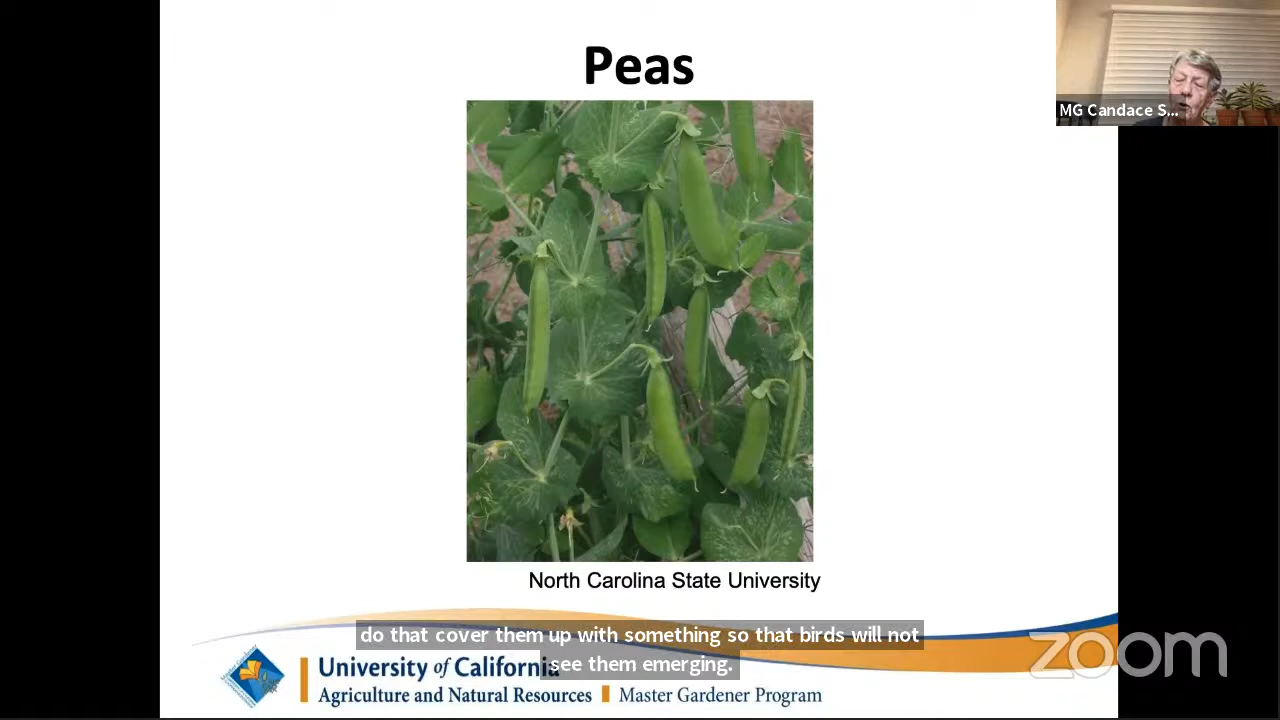 Peas
MG Candace S...
North Carolina State University
do that cover them up with something so that birds will not
see them emerging.
University of California
Agriculture and Natural Resources Master Gardener Program
zoom